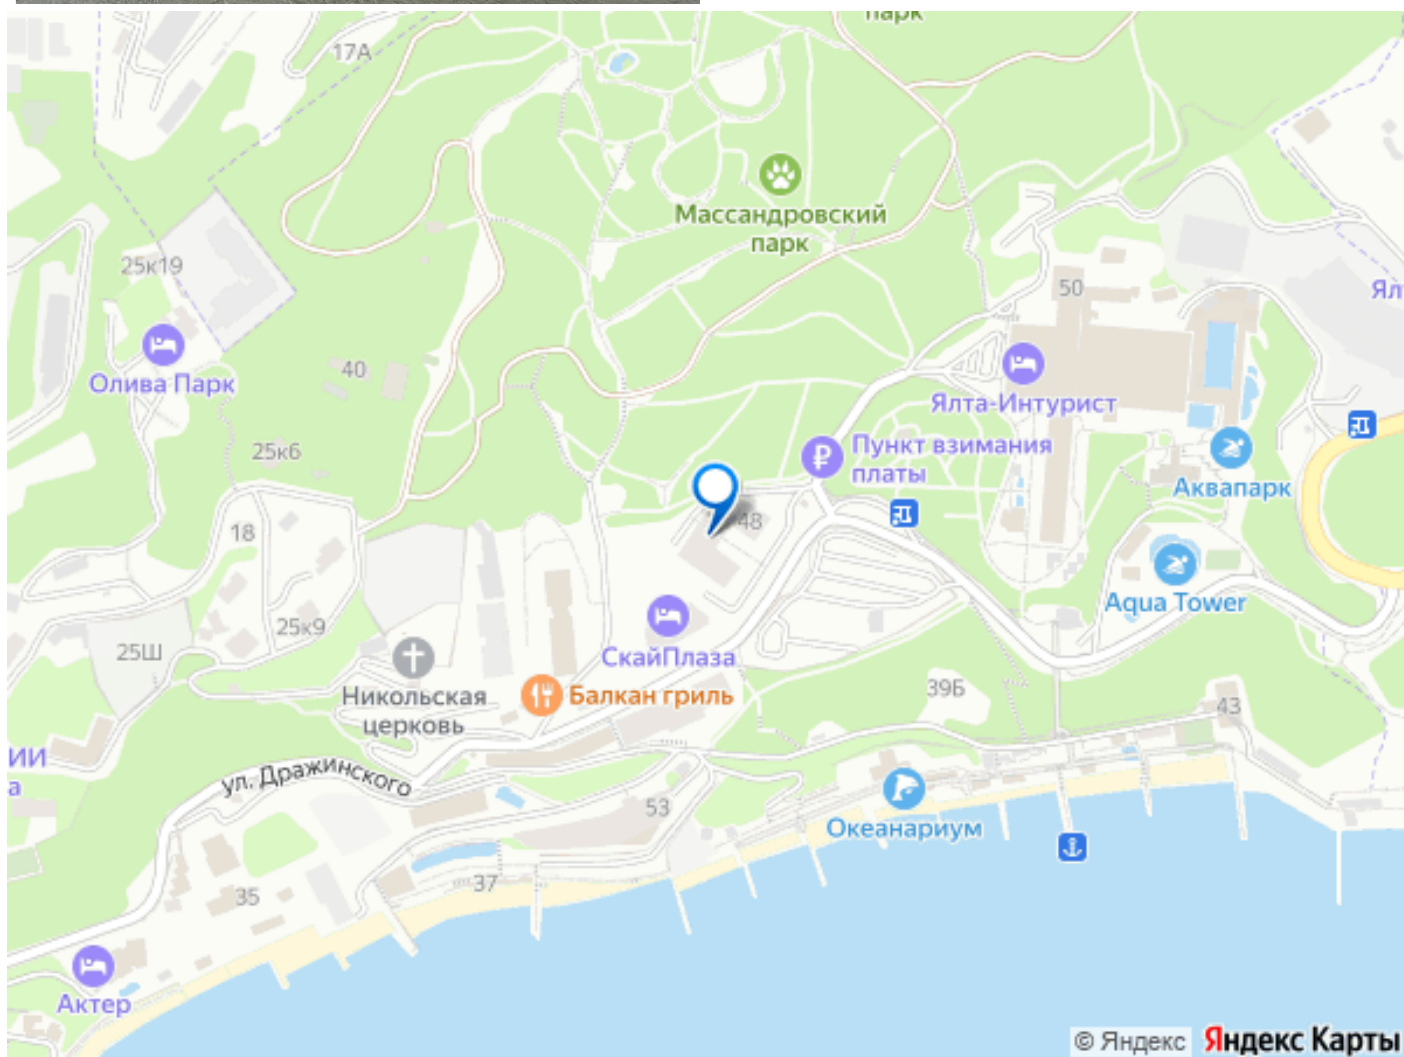 парк
17А
Массандровский
парк
25к19
50
Ял
Олива Парк
40
Ялта-Интурист
Пункт взимания
платы
25к6
Аквапарк
48
18
Aqua Tower
25к9
25Ш
СкайПлаза
Никольская
церковь
Балкан гриль
39Б
43
ИИ
а
ул. Дражинского
53
Океанариум
37
35
Актер
© Яндекс
Яндекс Карты